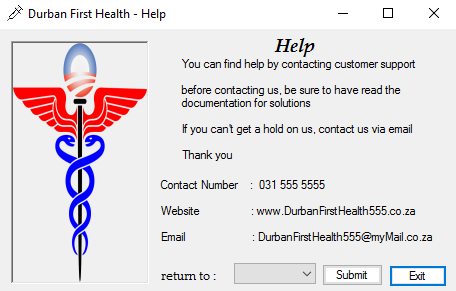 Durban First Health - Help
Help
You can find help by contacting customer support
before contacting us, be sure to have read the
documentation for solutions
If you can't get a hold on us, contact us via email
Thank you
Contact Number : 031 555 5555
Website : www.DurbanFirstHealth555.co.za
Email : DurbanFirstHealth555@myMail.co.za
return to : Submit Exit